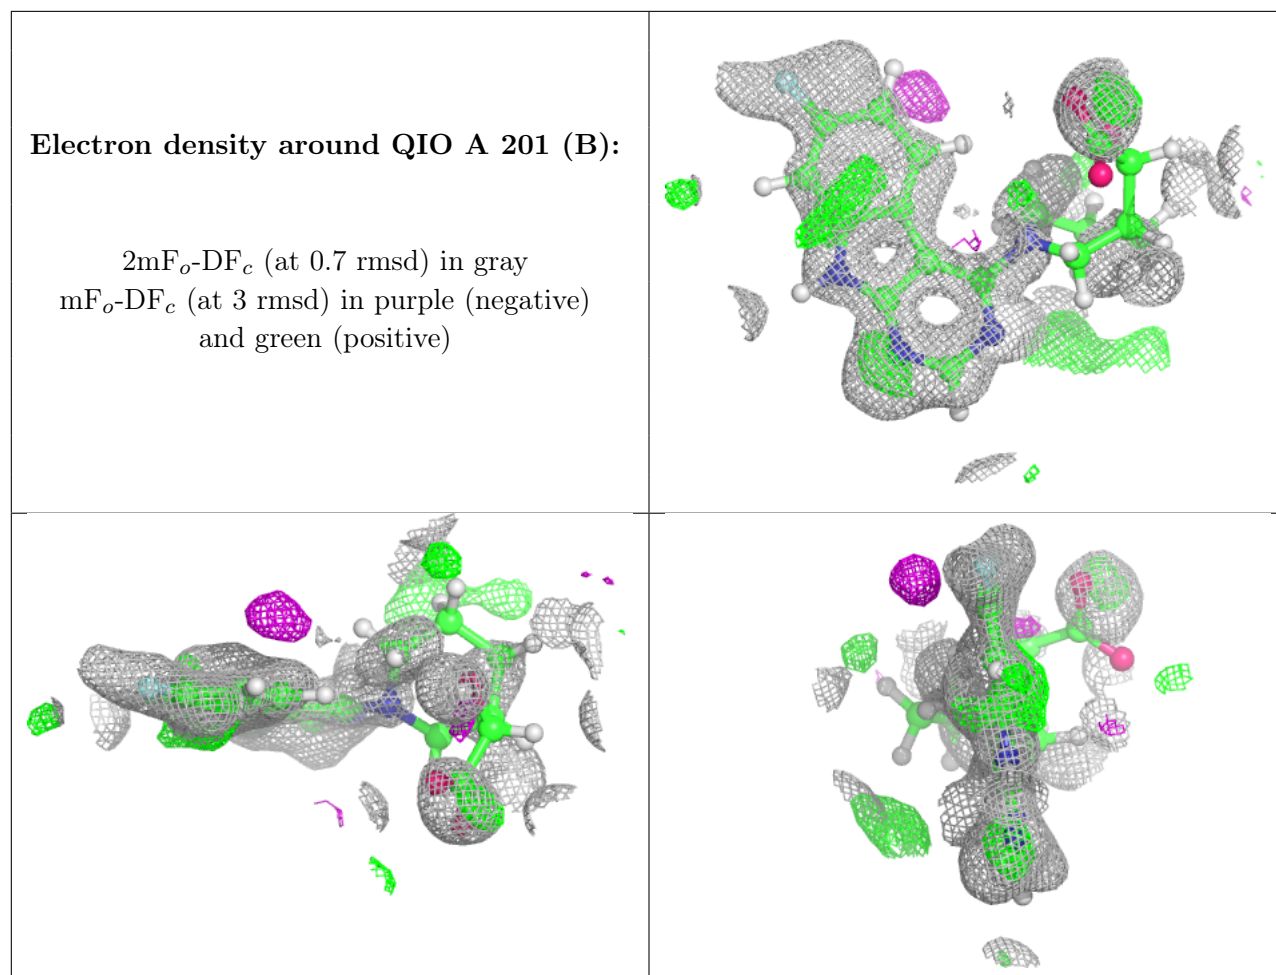 Electron density around QIO A 201 (B):
2mFo-DFc (at 0.7 rmsd) in gray
mFo-DFc (at 3 rmsd) in purple (negative)
and green (positive)